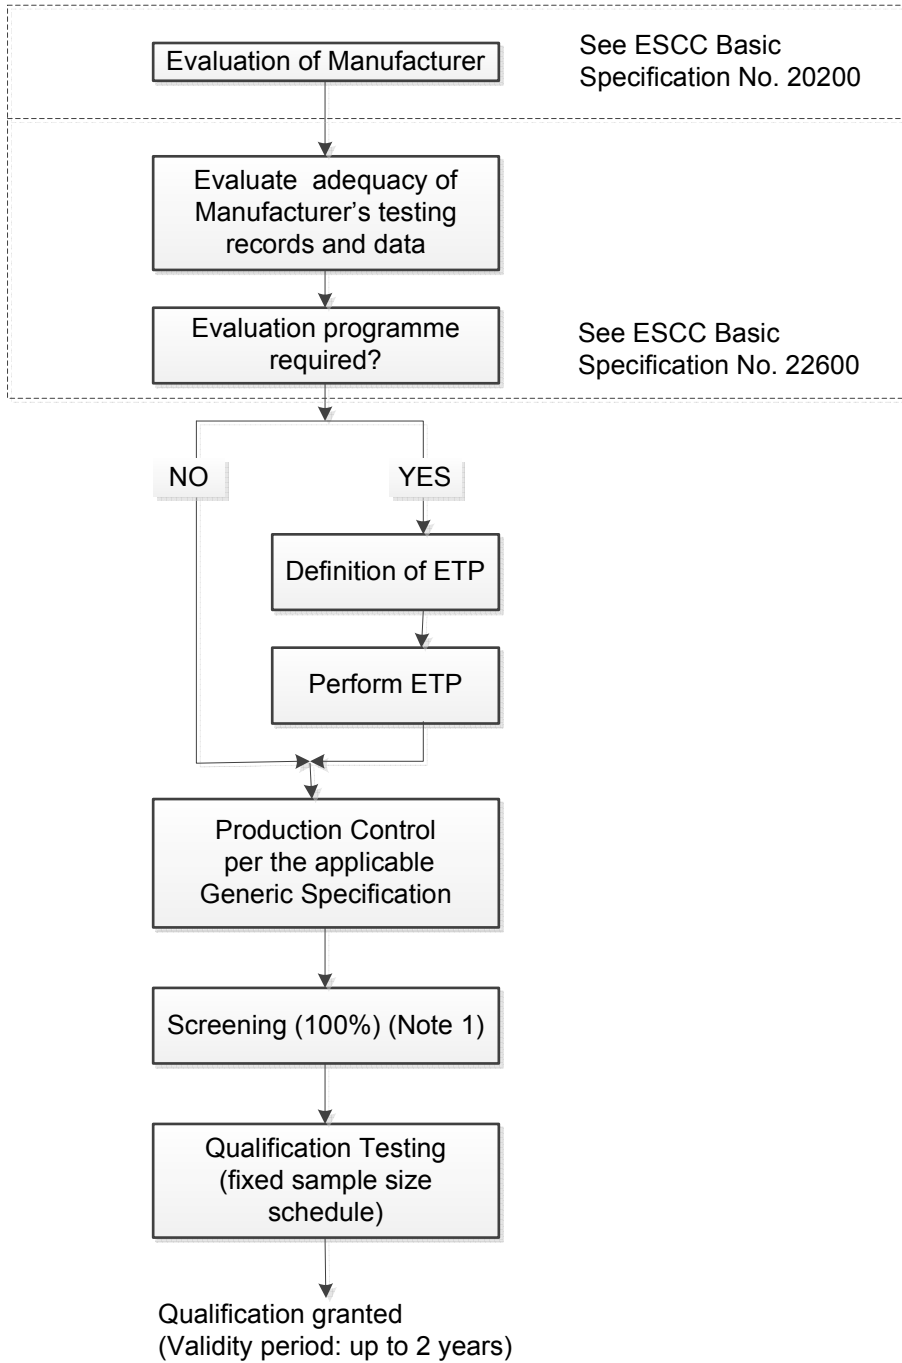 Evaluation of Manufacturer
See ESCC Basic
Specification No. 20200
Evaluate adequacy of
Manufacturer's testing
records and data
Evaluation programme
required?
See ESCC Basic
Specification No. 22600
NO
YES
Definition of ETP
Perform ETP
Production Control
per the applicable
Generic Specification
Screening (100%) (Note 1)
Qualification Testing
(fixed sample size
schedule)
Qualification granted
(Validity period: up to 2 years)